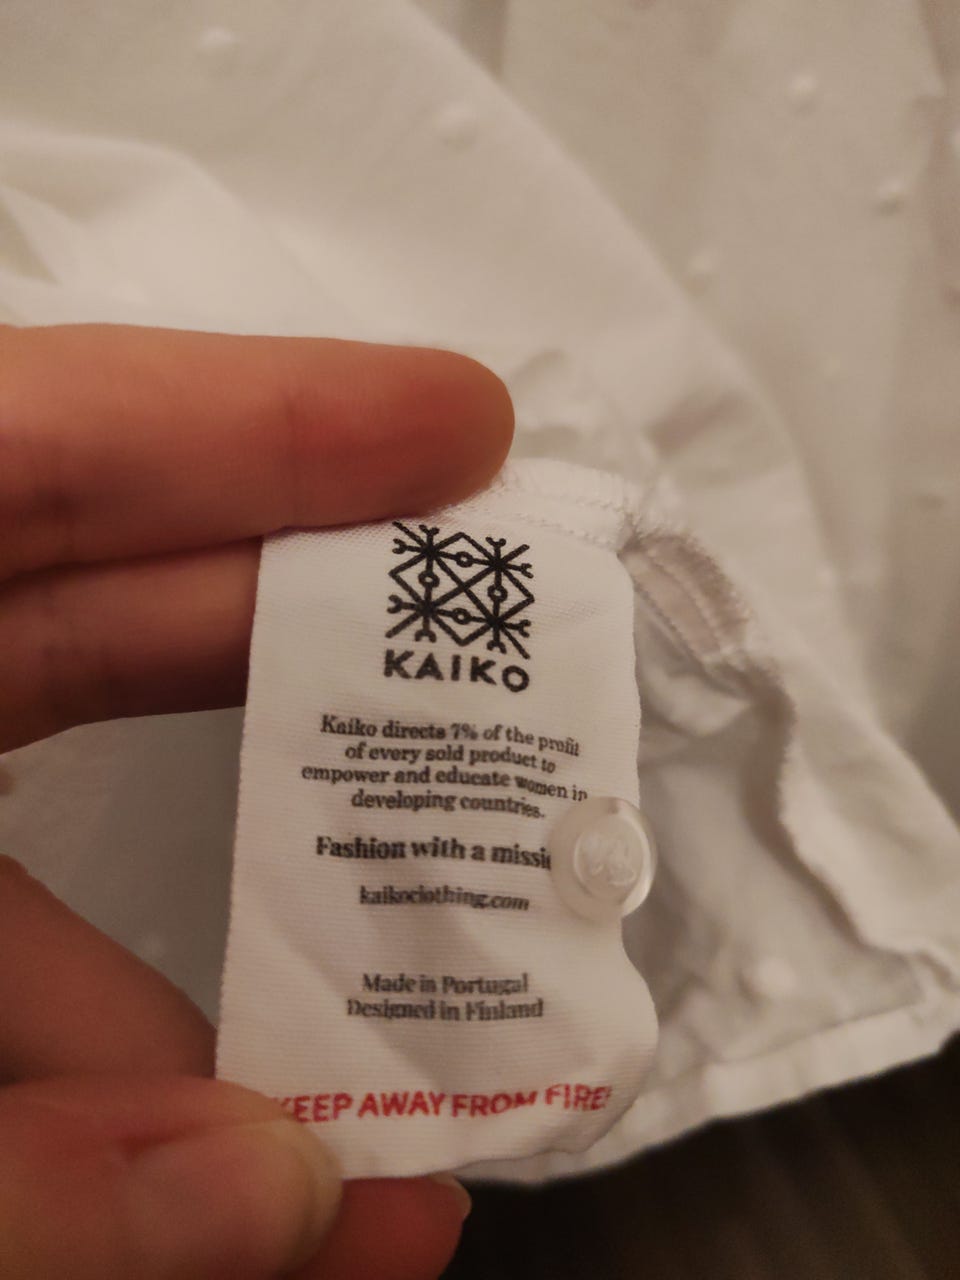 KAIKO
Kaiko directs 7% of the profit
of every sold product to
empower and educate women in
developing countries.
Fashion with a missi
kaikoclothing.com
Made in Portugal
Designed in Finland
KEEP AWAY FROM FIRE!